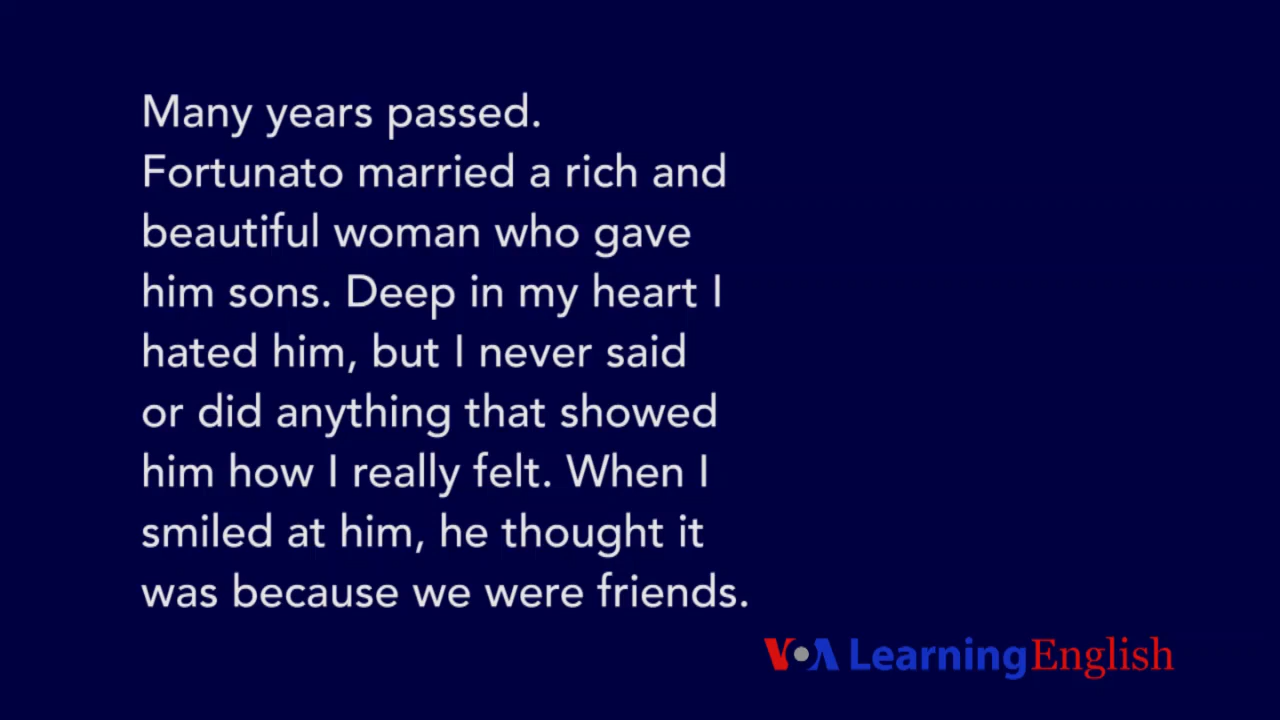 Many years passed.
Fortunato married a rich and
beautiful woman who gave
him sons. Deep in my heart I
hated him, but I never said
or did anything that showed
him how I really felt. When I
smiled at him, he thought it
was because we were friends.
VOA Learning English